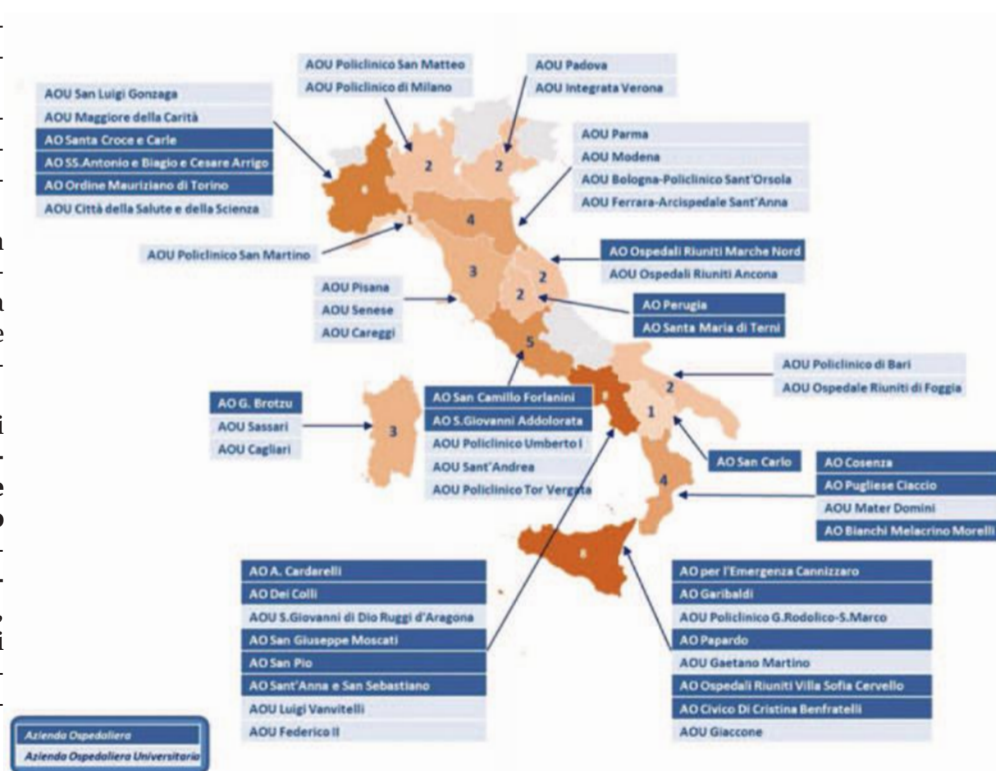 AOU Policlinico San Matteo
AOU Policlinico di Milano
AOU Padova
AOU Integrata Verona
AOU San Luigi Gonzaga
AOU Maggiore della Carità
AO Santa Croce e Carle
AO SS.Antonio e Biagio e Cesare Arrigo
AO Ordine Mauriziano di Torino
AOU Città della Salute e della Scienza
AOU Parma
AOU Modena
AOU Bologna-Policlinico Sant'Orsola
AOU Ferrara-Arcispedale Sant'Anna
6
2
2
4
1
AOU Policlinico San Martino
AO Ospedali Riuniti Marche Nord
AOU Ospedali Riuniti Ancona
3
2
2
AOU Pisana
AOU Senese
AOU Careggi
AO Perugia
AO Santa Maria di Terni
5
AOU Policlinico di Bari
AOU Ospedale Riuniti di Foggia
AO G. Brotzu
AOU Sassari
AOU Cagliari
3
AO San Camillo Forlanini
AO S.Giovanni Addolorata
AOU Policlinico Umberto I
AOU Sant'Andrea
AOU Policlinico Tor Vergata
8
2
1
AO San Carlo
4
AO Cosenza
AO Pugliese Ciaccio
AOU Mater Domini
AO Bianchi Melacrino Morelli
8
AO A. Cardarelli
AO Dei Colli
AOU S.Giovanni di Dio Ruggi d'Aragona
AO San Giuseppe Moscati
AO San Pio
AO Sant'Anna e San Sebastiano
AOU Luigi Vanvitelli
AOU Federico II
AO per l'Emergenza Cannizzaro
AO Garibaldi
AOU Policlinico G.Rodolico-S.Marco
AO Papardo
AOU Gaetano Martino
AO Ospedali Riuniti Villa Sofia Cervello
AO Civico Di Cristina Benfratelli
AOU Giaccone
Azienda Ospedaliera
Azienda Ospedaliera Universitaria